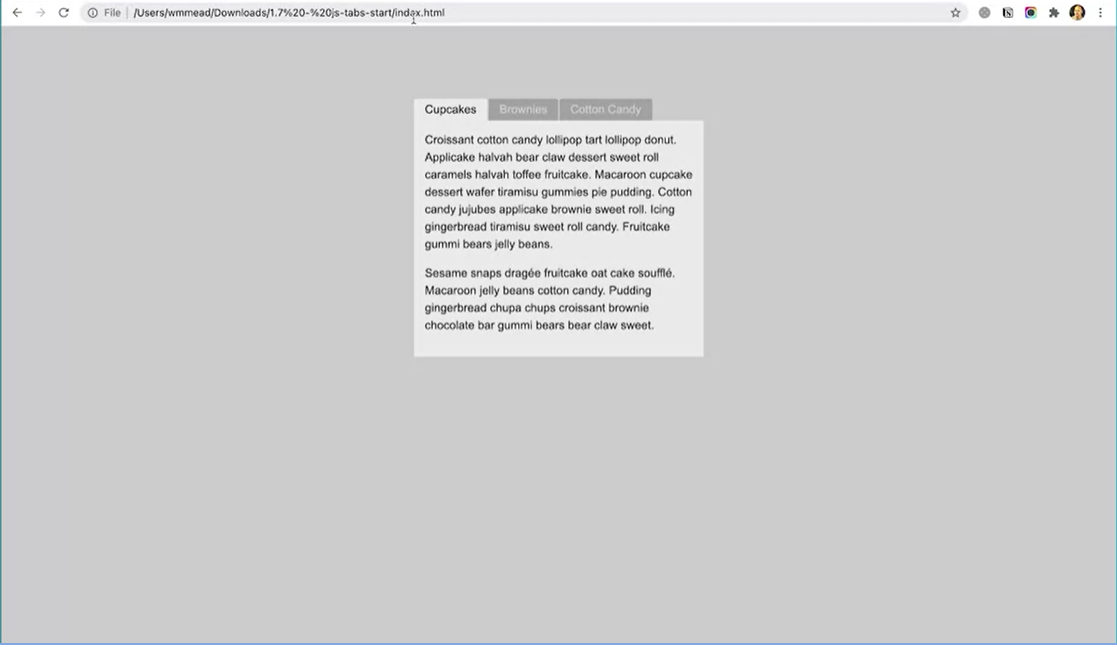 File /Users/wmmead/Downloads/1.7%20-%20js-tabs-start/index.html
Cupcakes Brownies Cotton Candy
Croissant cotton candy lollipop tart lollipop donut.
Applicake halvah bear claw dessert sweet roll
caramels halvah toffee fruitcake. Macaroon cupcake
dessert wafer tiramisu gummies pie pudding. Cotton
candy jujubes applicake brownie sweet roll. Icing
gingerbread tiramisu sweet roll candy. Fruitcake
gummi bears jelly beans.
Sesame snaps dragée fruitcake oat cake soufflé.
Macaroon jelly beans cotton candy. Pudding
gingerbread chupa chups croissant brownie
chocolate bar gummi bears bear claw sweet.